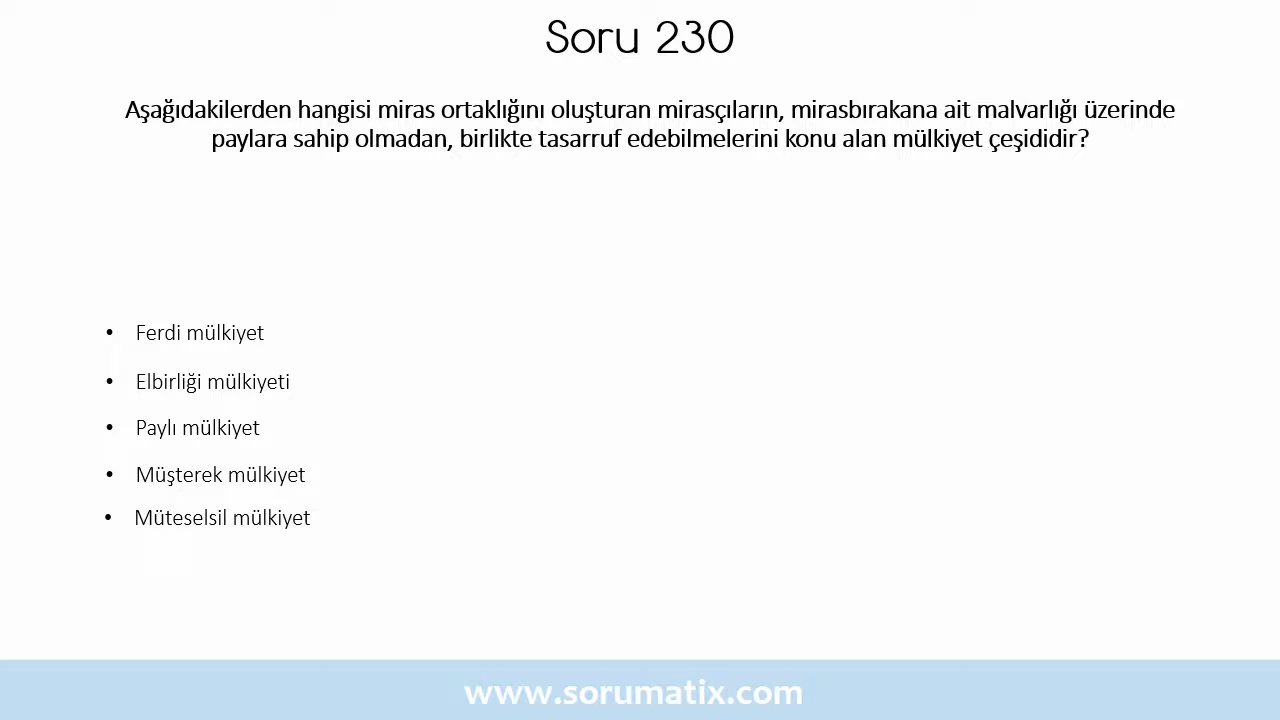 Soru 230
Aşağıdakilerden hangisi miras ortaklığını oluşturan mirasçıların, mirasbırakana ait malvarlığı üzerinde
paylara sahip olmadan, birlikte tasarruf edebilmelerini konu alan mülkiyet çeşididir?
• Ferdi mülkiyet
• Elbirliği mülkiyeti
• Paylı mülkiyet
• Müşterek mülkiyet
• Müteselsil mülkiyet
www.sorumatix.com